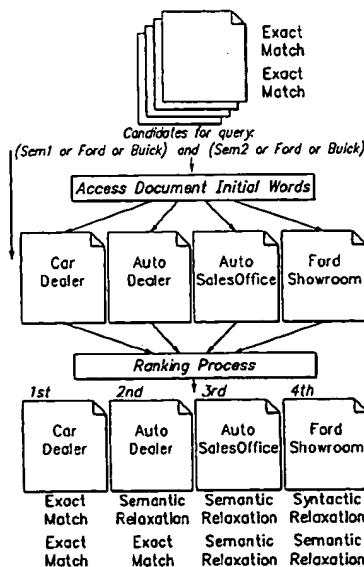 Exact
Match
Exact
Match
Candidates for query:
(Sem1 or Ford or Buick) and (Sem2 or Ford or Buick)
Access Document Initial Words
Car Dealer
Auto Dealer
Auto SalesOffice
Ford Showroom
Ranking Process
1st 2nd 3rd 4th
Car Dealer
Auto Dealer
Auto SalesOffice
Ford Showroom
Exact Match
Semantic Relaxation
Semantic Relaxation
Syntactic Relaxation
Exact Match
Exact Match
Semantic Relaxation
Semantic Relaxation